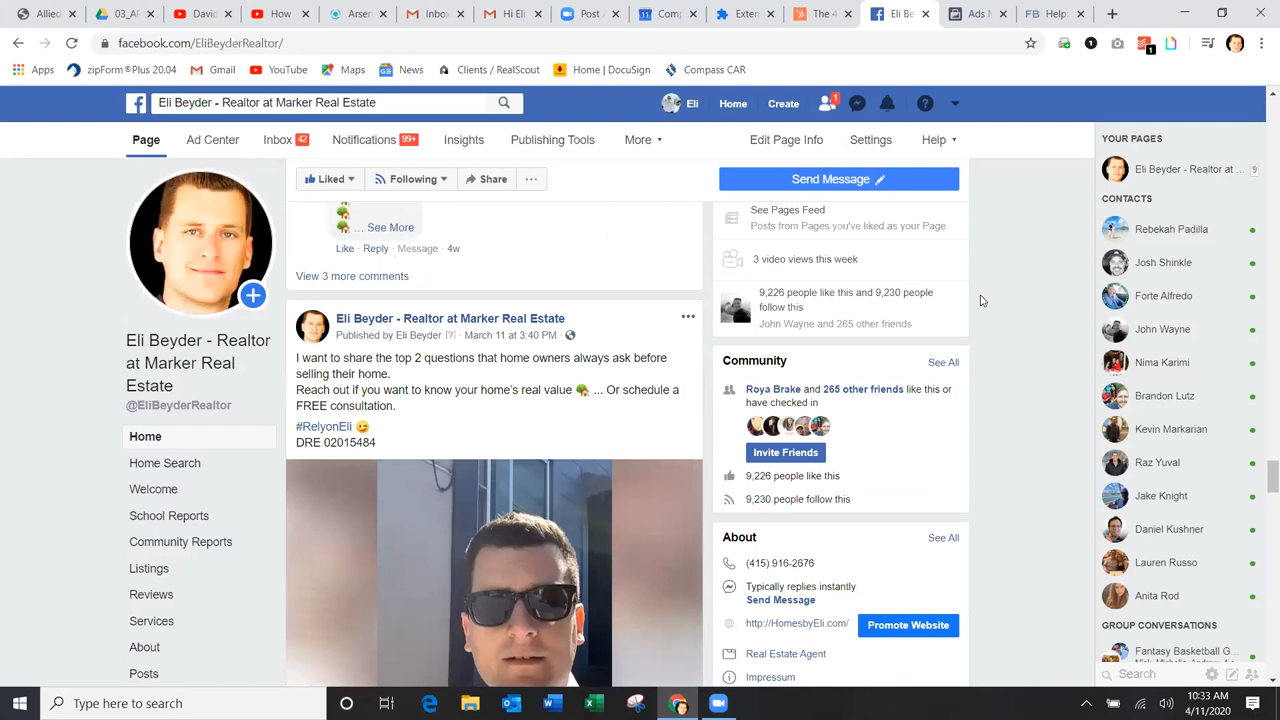 Allied
03_AP
David
How
Arsen
Inbox
Hi Eli
Post
Comp
Exten
The 4
Eli Be
Ads M
Help:
facebook.com/EliBeyderRealtor/
Apps
zipForm®Plus 20.04
Gmail
YouTube
Maps
News
Clients / RealScout
Home | DocuSign
Compass CAR
Eli Beyder - Realtor at Marker Real Estate
Eli
Home
Create
1
Page
Ad Center
Inbox 42
Notifications 99+
Insights
Publishing Tools
More
Edit Page Info
Settings
Help
Eli Beyder - Realtor at Marker Real Estate
@EliBeyderRealtor
Home
Home Search
Welcome
School Reports
Community Reports
Listings
Reviews
Services
About
Posts
Liked
Following
Share
...
Send Message
... See More
Like · Reply · Message · 4w
View 3 more comments
Eli Beyder - Realtor at Marker Real Estate
Published by Eli Beyder [?] · March 11 at 3:40 PM ·
I want to share the top 2 questions that home owners always ask before
selling their home.
Reach out if you want to know your home's real value 🏡 ... Or schedule a
FREE consultation.
#RelyonEli 😉
DRE 02015484
See Pages Feed
Posts from Pages you've liked as your Page
3 video views this week
9,226 people like this and 9,230 people
follow this
John Wayne and 265 other friends
Community
See All
Roya Brake and 265 other friends like this or
have checked in
Invite Friends
9,226 people like this
9,230 people follow this
About
See All
(415) 916-2676
Typically replies instantly
Send Message
http://HomesbyEli.com/
Promote Website
Real Estate Agent
Impressum
YOUR PAGES
Eli Beyder - Realtor at ... 9
CONTACTS
Rebekah Padilla
Josh Shinkle
Forte Alfredo
John Wayne
Nima Karimi
Brandon Lutz
Kevin Markarian
Raz Yuval
Jake Knight
Daniel Kushner
Lauren Russo
Anita Rod
GROUP CONVERSATIONS
Fantasy Basketball G...
Search
Type here to search
10:33 AM
4/11/2020